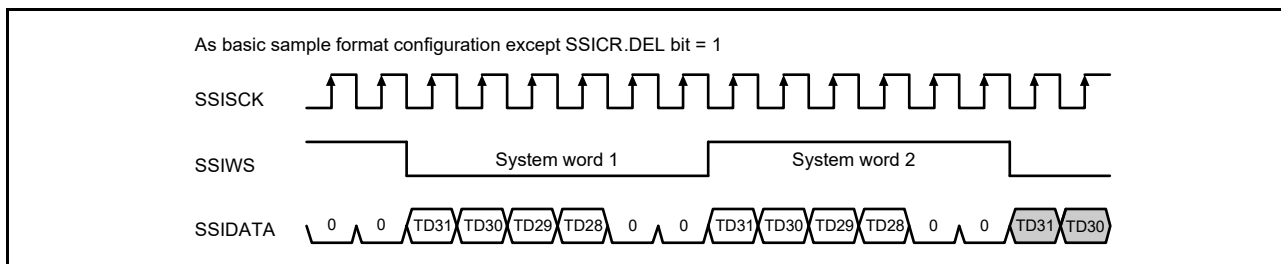 As basic sample format configuration except SSICR.DEL bit = 1
SSISCK
SSIWS System word 1 System word 2
SSIDATA 0 0 TD31 TD30 TD29 TD28 0 0 TD31 TD30 TD29 TD28 0 0 TD31 TD30